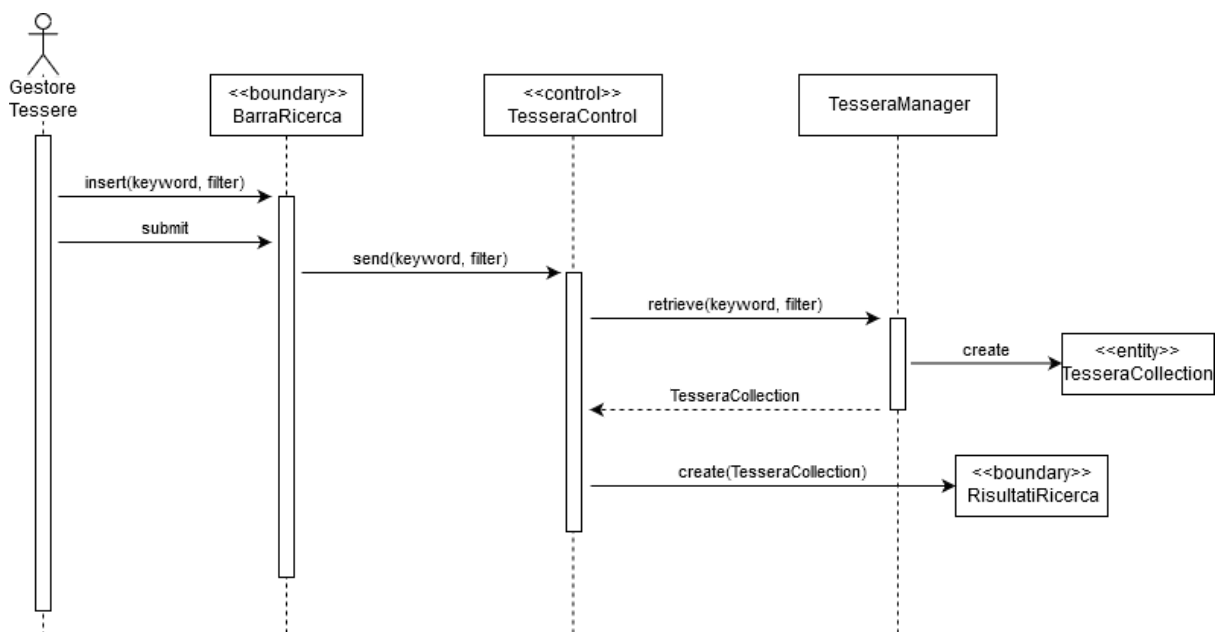 Gestore
Tessere
<<boundary>>
BarraRicerca
<<control>>
TesseraControl
TesseraManager
insert(keyword, filter)
submit
send(keyword, filter)
retrieve(keyword, filter)
create
<<entity>>
TesseraCollection
TesseraCollection
create(TesseraCollection)
<<boundary>>
RisultatiRicerca